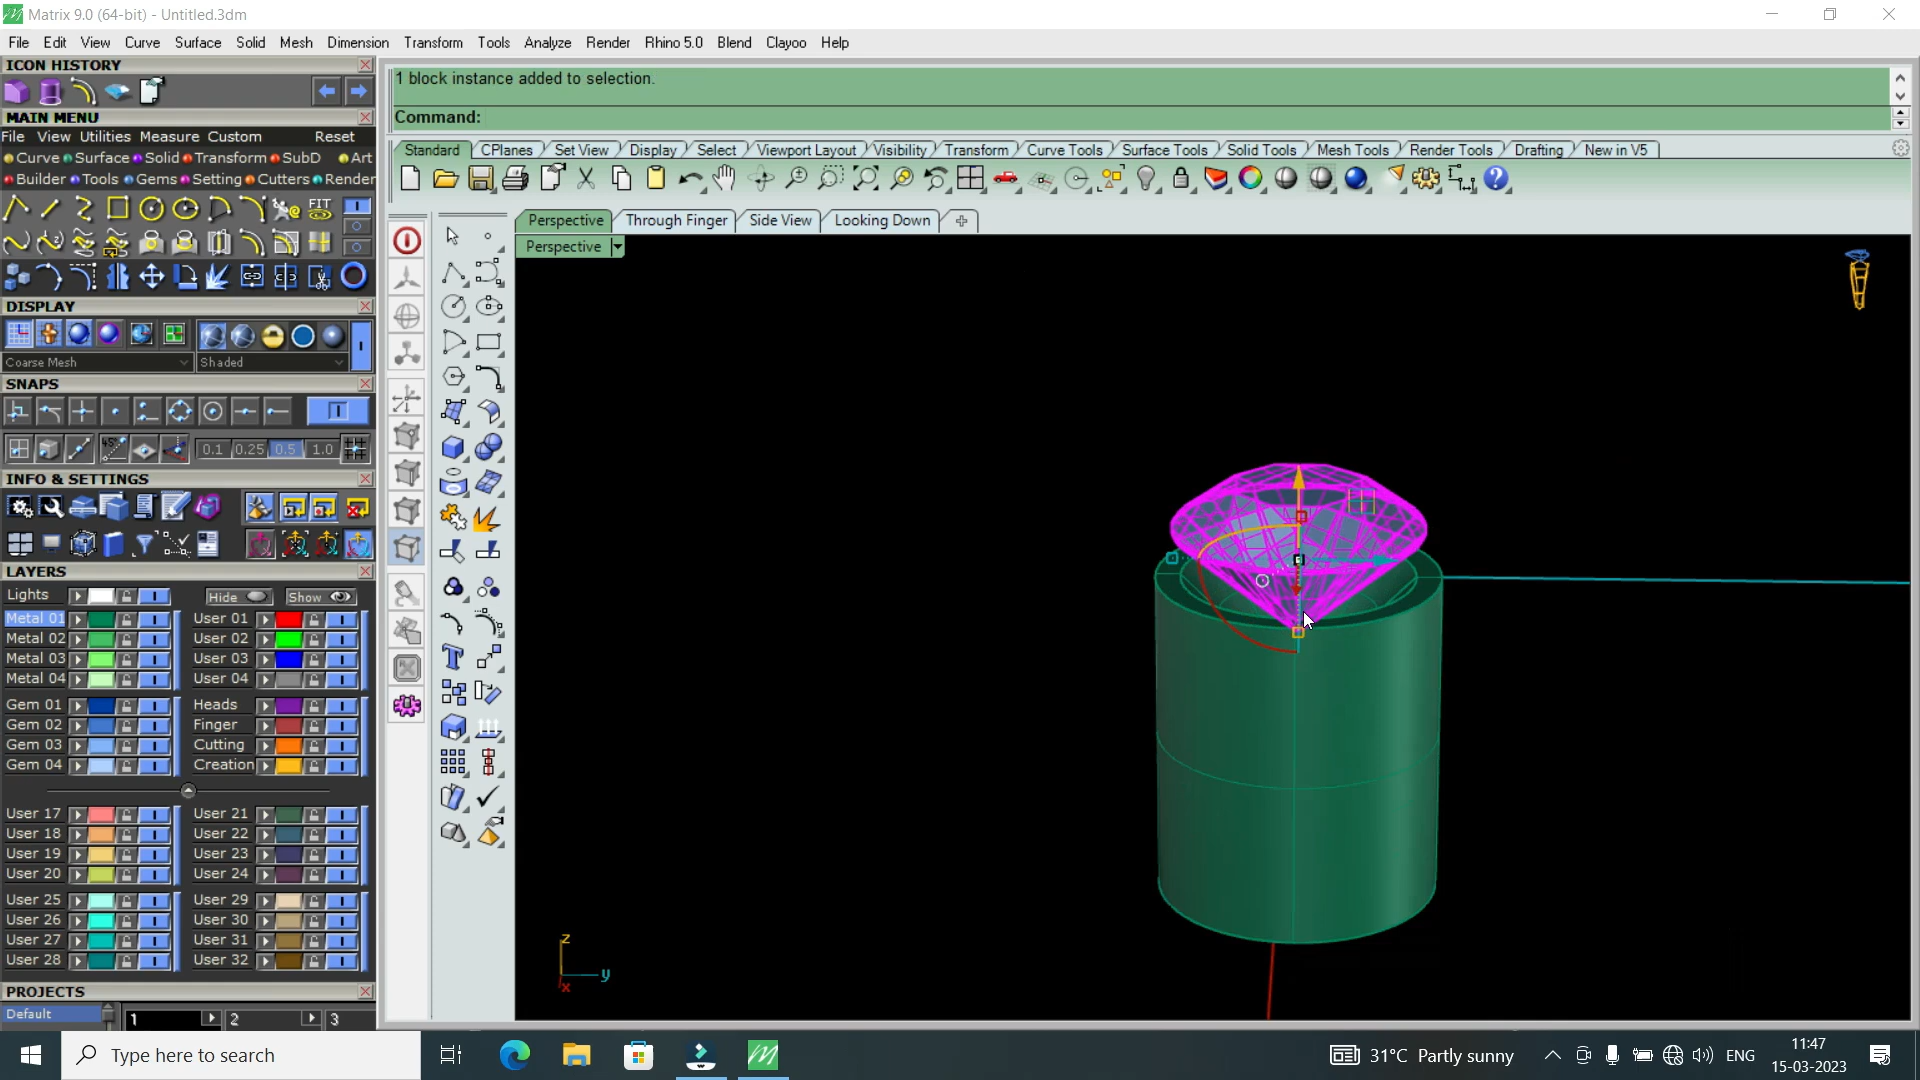 Matrix 9.0 (64-bit) - Untitled.3dm
File Edit View Curve Surface Solid Mesh Dimension Transform Tools Analyze Render Rhino 5.0 Blend Clayoo Help
ICON HISTORY
1 block instance added to selection.
Command:
MAIN MENU
File View Utilities Measure Custom Reset
Curve Surface Solid Transform SubD Art
Builder Tools Gems Setting Cutters Render
FIT
Standard CPlanes Set View Display Select Viewport Layout Visibility Transform Curve Tools Surface Tools Solid Tools Mesh Tools Render Tools Drafting New in V5
Perspective Through Finger Side View Looking Down
Perspective
DISPLAY
Coarse Mesh Shaded
SNAPS
0.1 0.25 0.5 1.0
INFO & SETTINGS
LAYERS
Lights Hide Show
Metal 01 User 01
Metal 02 User 02
Metal 03 User 03
Metal 04 User 04
Gem 01 Heads
Gem 02 Finger
Gem 03 Cutting
Gem 04 Creation
User 17 User 21
User 18 User 22
User 19 User 23
User 20 User 24
User 25 User 29
User 26 User 30
User 27 User 31
User 28 User 32
PROJECTS
Default 1 2 3
z
y
x
Type here to search
31°C Partly sunny
ENG
11:47
15-03-2023